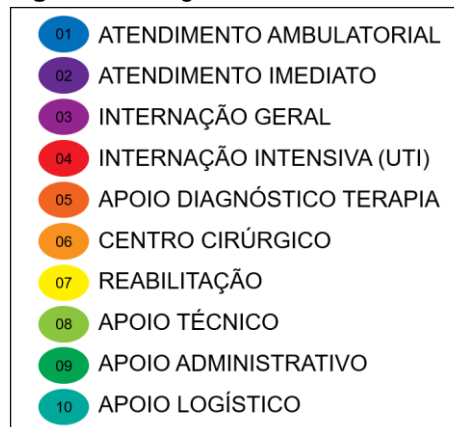 01 ATENDIMENTO AMBULATORIAL
02 ATENDIMENTO IMEDIATO
03 INTERNAÇÃO GERAL
04 INTERNAÇÃO INTENSIVA (UTI)
05 APOIO DIAGNÓSTICO TERAPIA
06 CENTRO CIRÚRGICO
07 REABILITAÇÃO
08 APOIO TÉCNICO
09 APOIO ADMINISTRATIVO
10 APOIO LOGÍSTICO